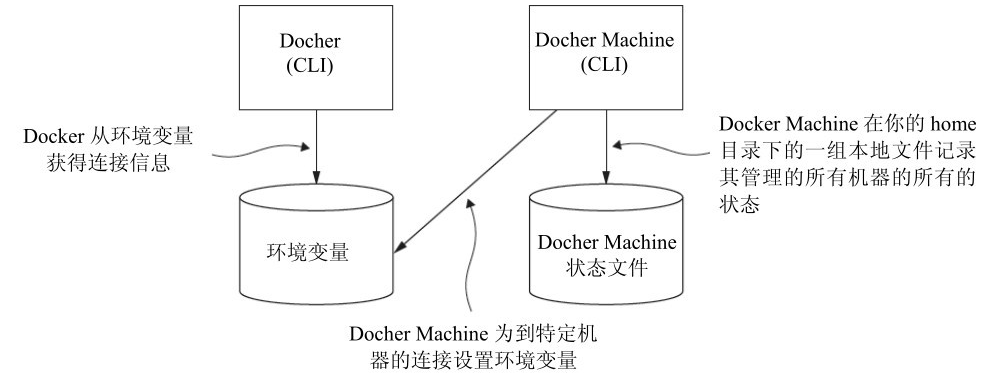 Docher
(CLI)
Docher Machine
(CLI)
Docker 从环境变量
获得连接信息
Docker Machine 在你的 home
目录下的一组本地文件记录
其管理的所有机器的所有的
状态
环境变量
Docher Machine
状态文件
Docher Machine 为到特定机
器的连接设置环境变量